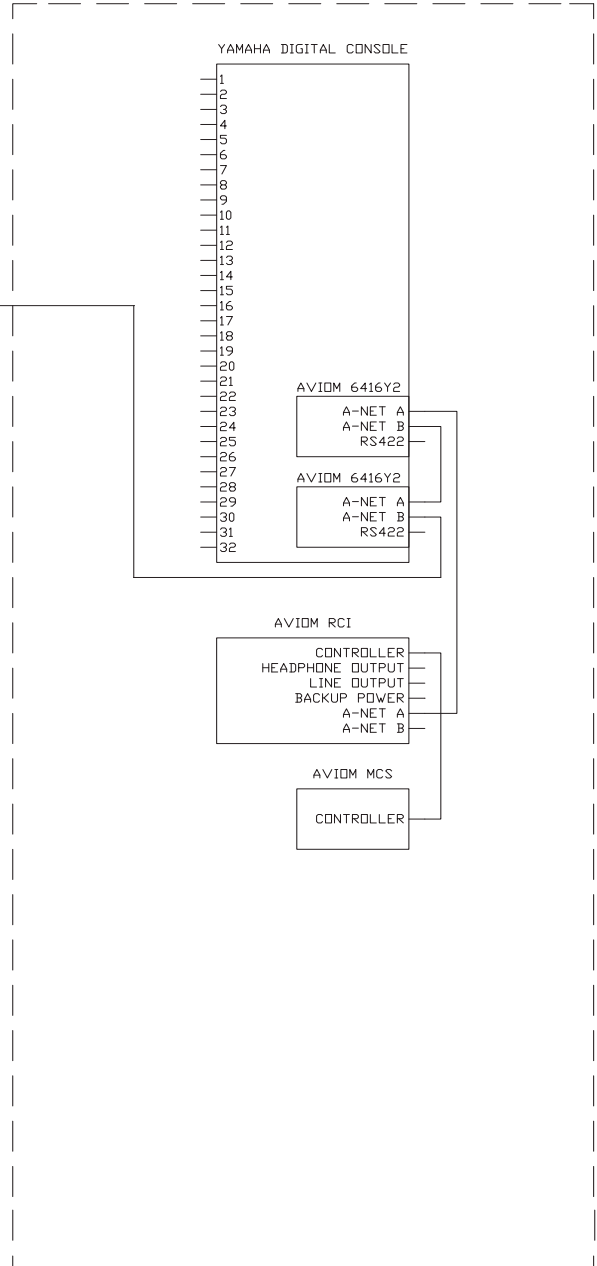 YAMAHA DIGITAL CONSOLE
1
2
3
4
5
6
7
8
9
10
11
12
13
14
15
16
17
18
19
20
21
22
23
24
25
26
27
28
29
30
31
32
AVIOM 6416Y2
A-NET A
A-NET B
RS422
AVIOM 6416Y2
A-NET A
A-NET B
RS422
AVIOM RCI
CONTROLLER
HEADPHONE OUTPUT
LINE OUTPUT
BACKUP POWER
A-NET A
A-NET B
AVIOM MCS
CONTROLLER